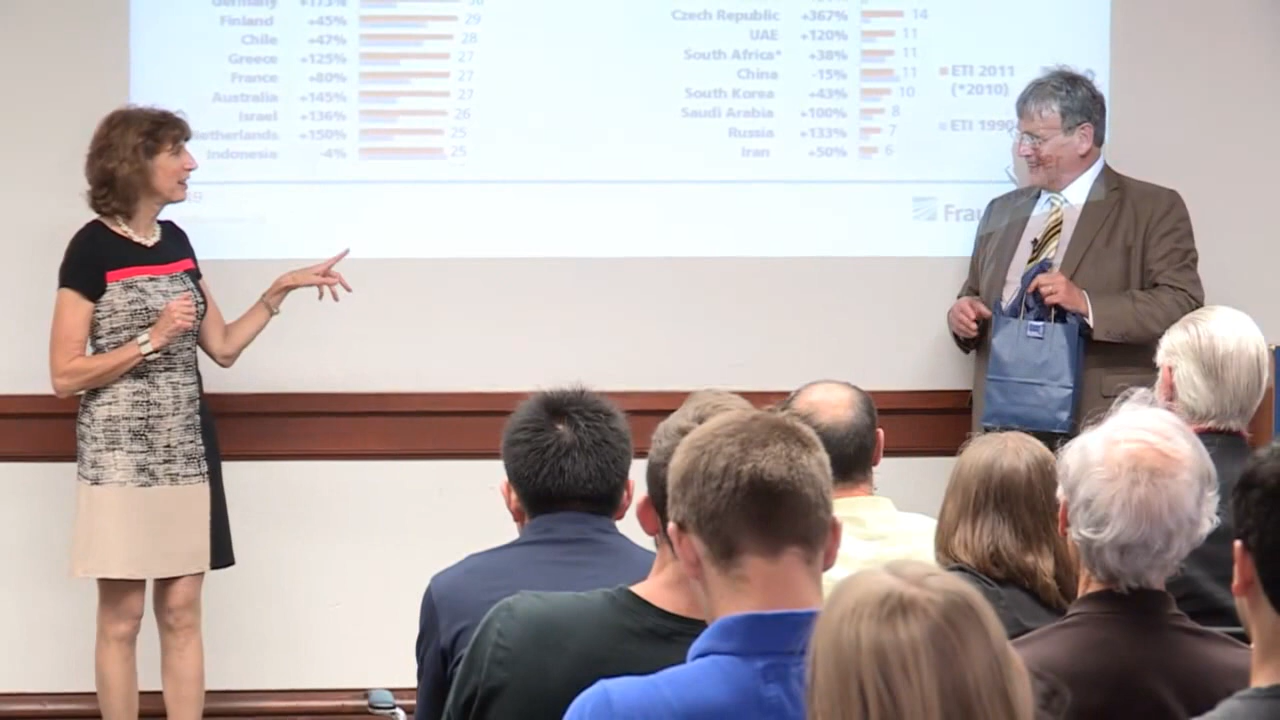 Germany +173%
Finland +45% 29
Chile +47% 28
Greece +125% 27
France +80% 27
Australia +145% 27
Israel +136% 26
Netherlands +150% 25
Indonesia -4% 25
Czech Republic +367% 14
UAE +120% 11
South Africa* +38% 11
China -15% 11
South Korea +43% 10
Saudi Arabia +100% 8
Russia +133% 7
Iran +50% 6
ETI 2011
(*2010)
ETI 1990
Frau